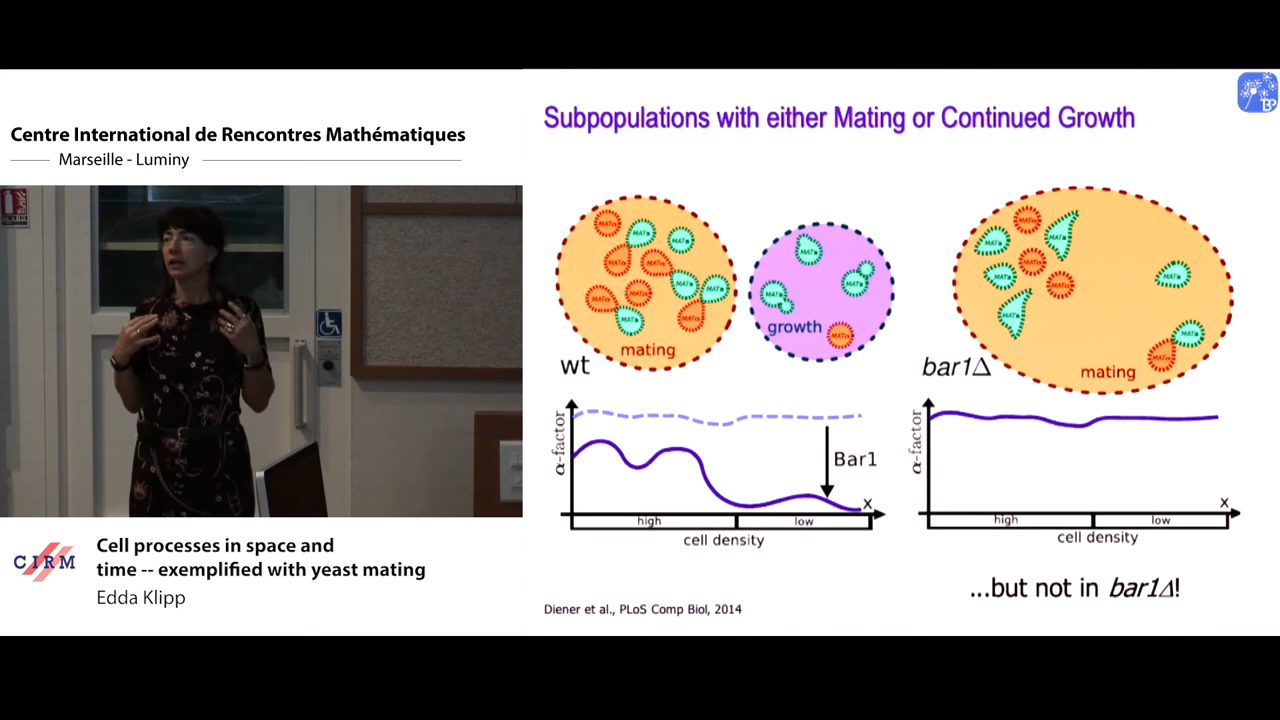 Centre International de Rencontres Mathématiques
Marseille - Luminy
CIRM
Cell processes in space and
time -- exemplified with yeast mating
Edda Klipp
TBP
Subpopulations with either Mating or Continued Growth
mating
growth
wt
mating
bar1Δ
α-factor
Bar1
x
high
low
cell density
α-factor
x
high
low
cell density
...but not in bar1Δ!
Diener et al., PLoS Comp Biol, 2014